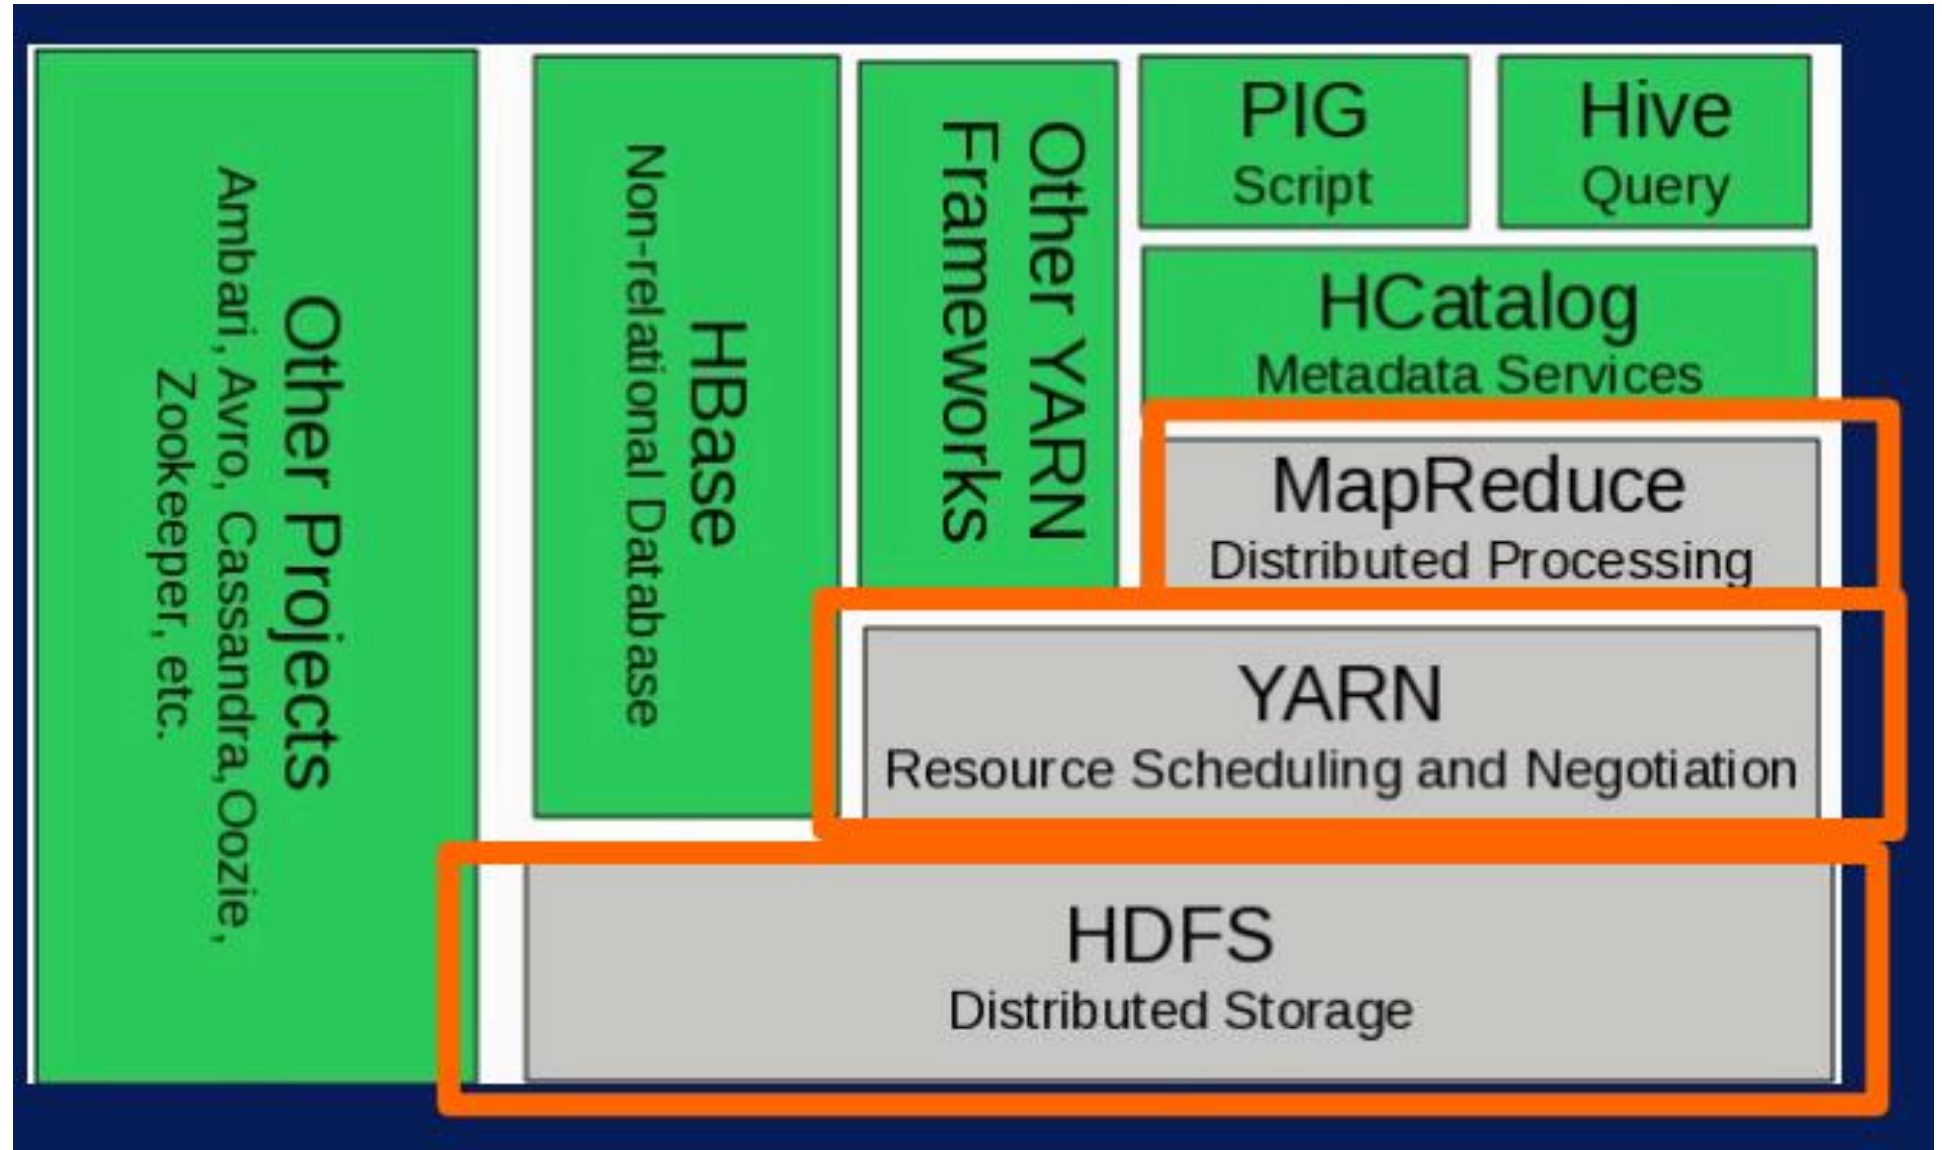 Other Projects
Ambari, Avro, Cassandra, Oozie,
Zookeeper, etc.
HBase
Non-relational Database
Other YARN
Frameworks
PIG
Script
Hive
Query
HCatalog
Metadata Services
MapReduce
Distributed Processing
YARN
Resource Scheduling and Negotiation
HDFS
Distributed Storage